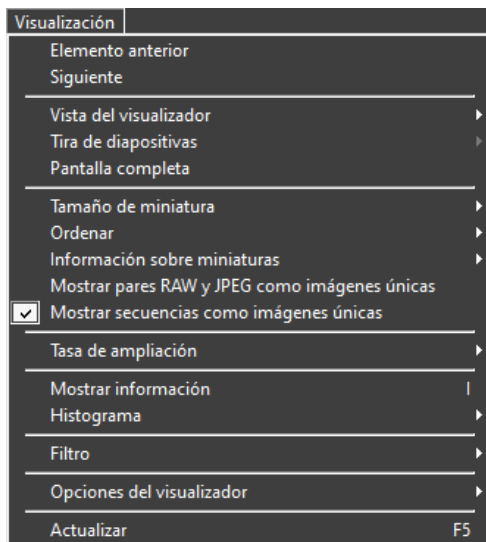 Visualización
Elemento anterior
Siguiente
Vista del visualizador
Tira de diapositivas
Pantalla completa
Tamaño de miniatura
Ordenar
Información sobre miniaturas
Mostrar pares RAW y JPEG como imágenes únicas
Mostrar secuencias como imágenes únicas
Tasa de ampliación
Mostrar información I
Histograma
Filtro
Opciones del visualizador
Actualizar F5